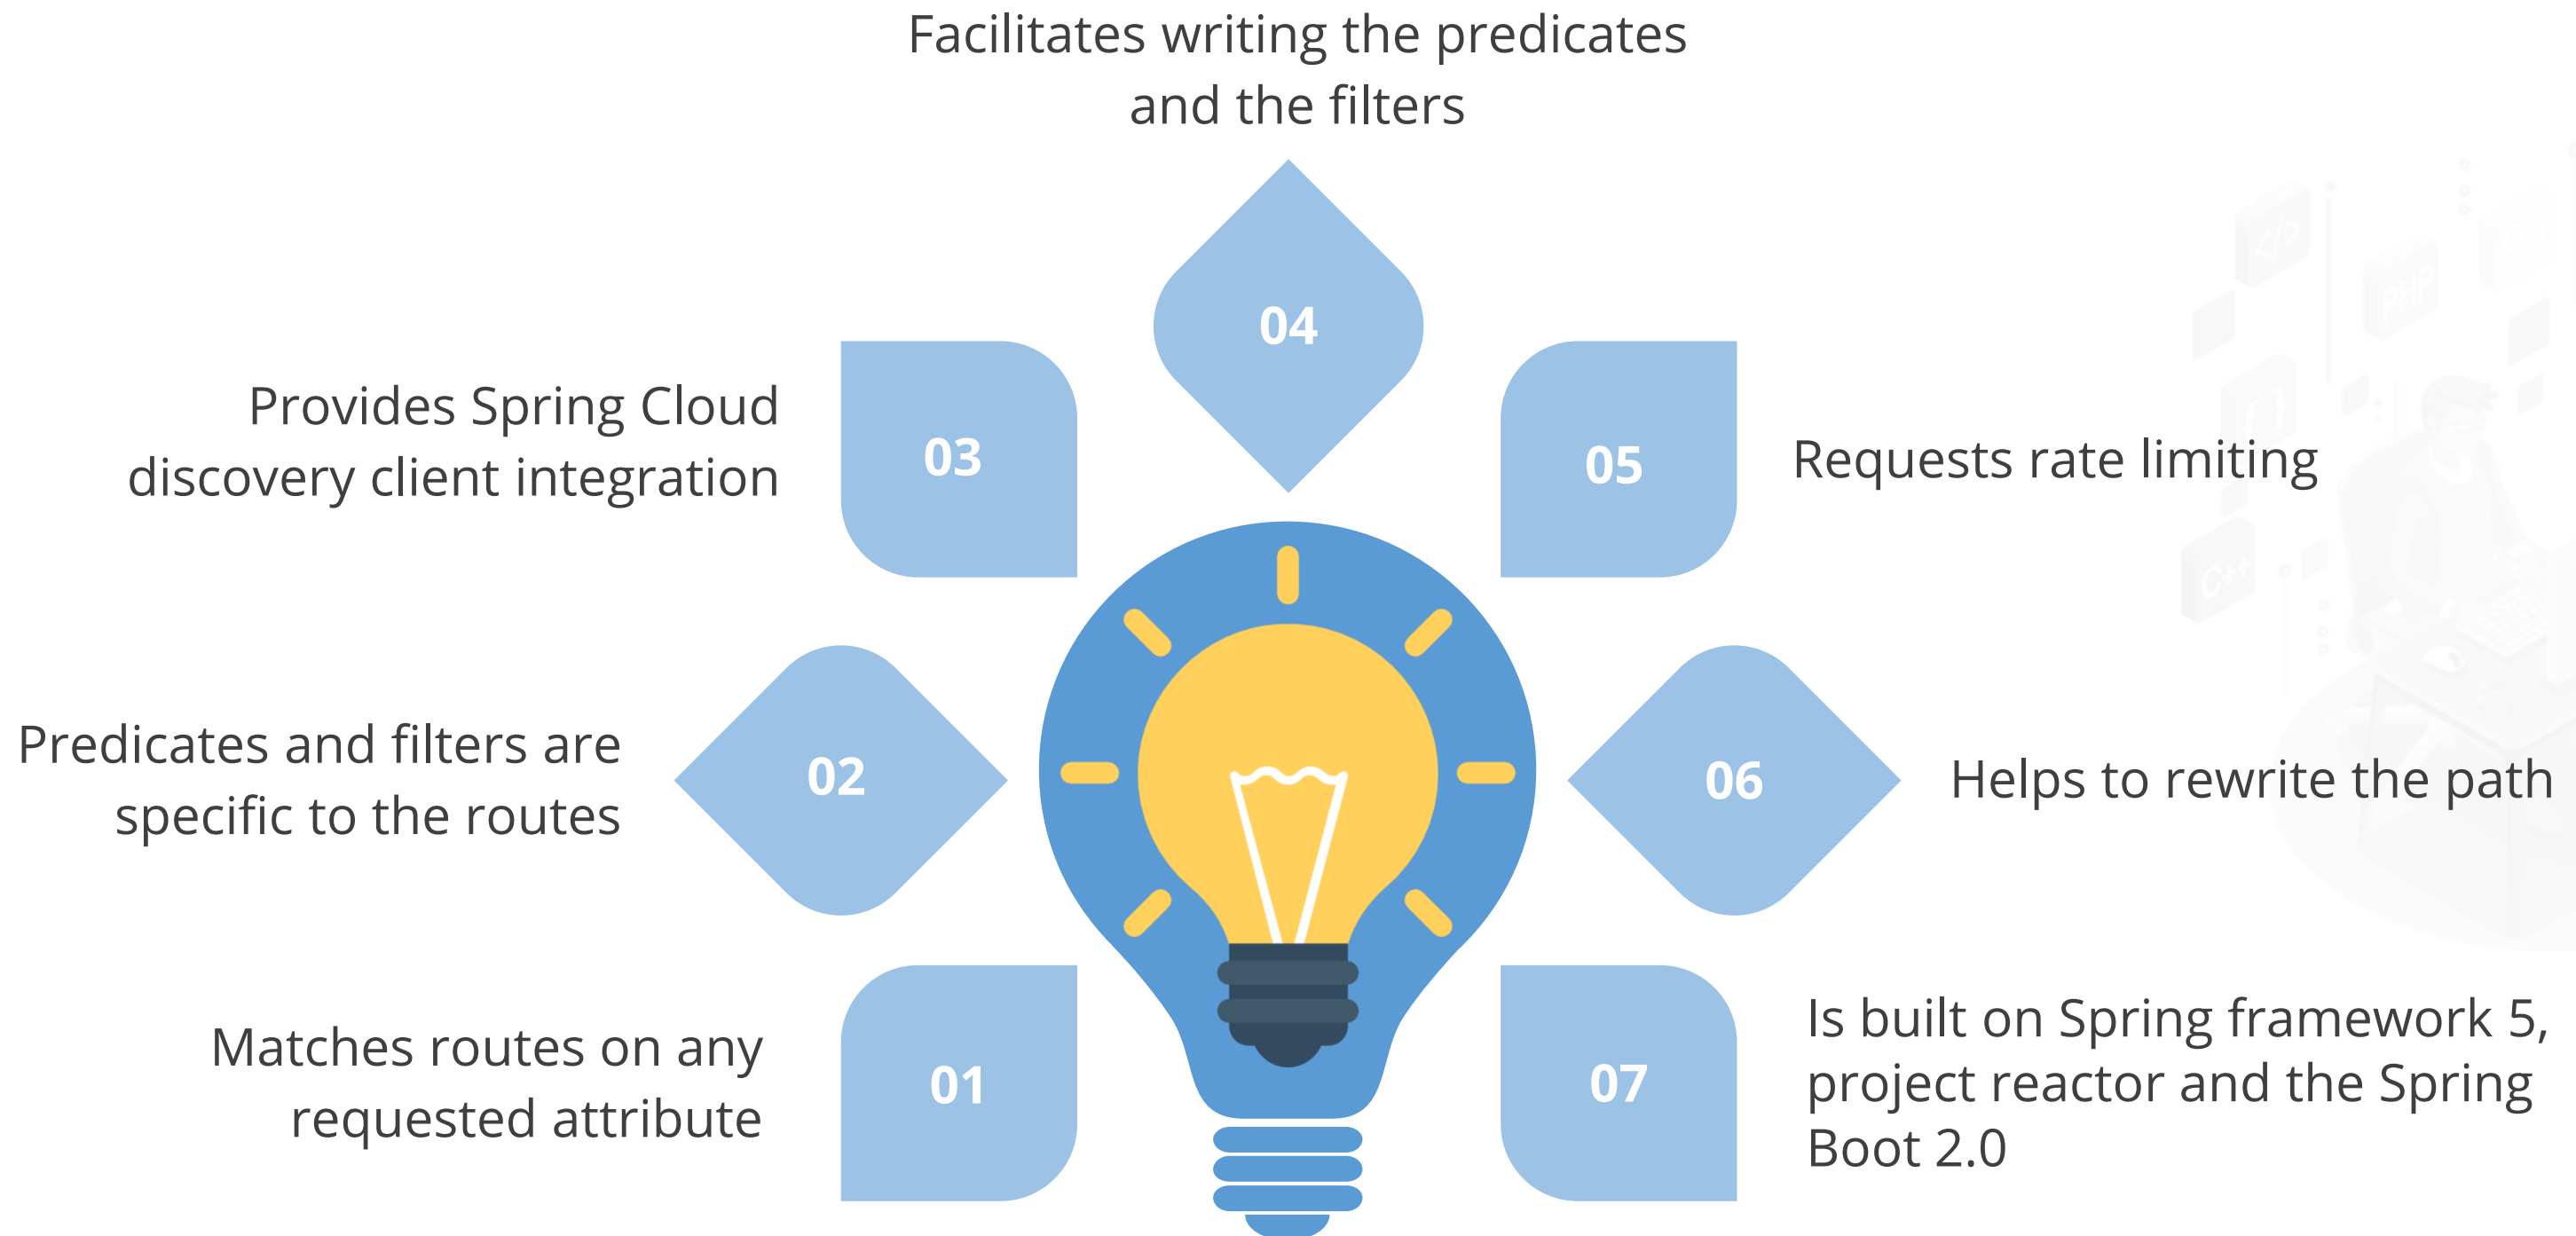 Facilitates writing the predicates
and the filters
04
Provides Spring Cloud
discovery client integration
03
05
Requests rate limiting
Predicates and filters are
specific to the routes
02
06
Helps to rewrite the path
Matches routes on any
requested attribute
01
07
Is built on Spring framework 5,
project reactor and the Spring
Boot 2.0
</>
PHP
{ }
C++